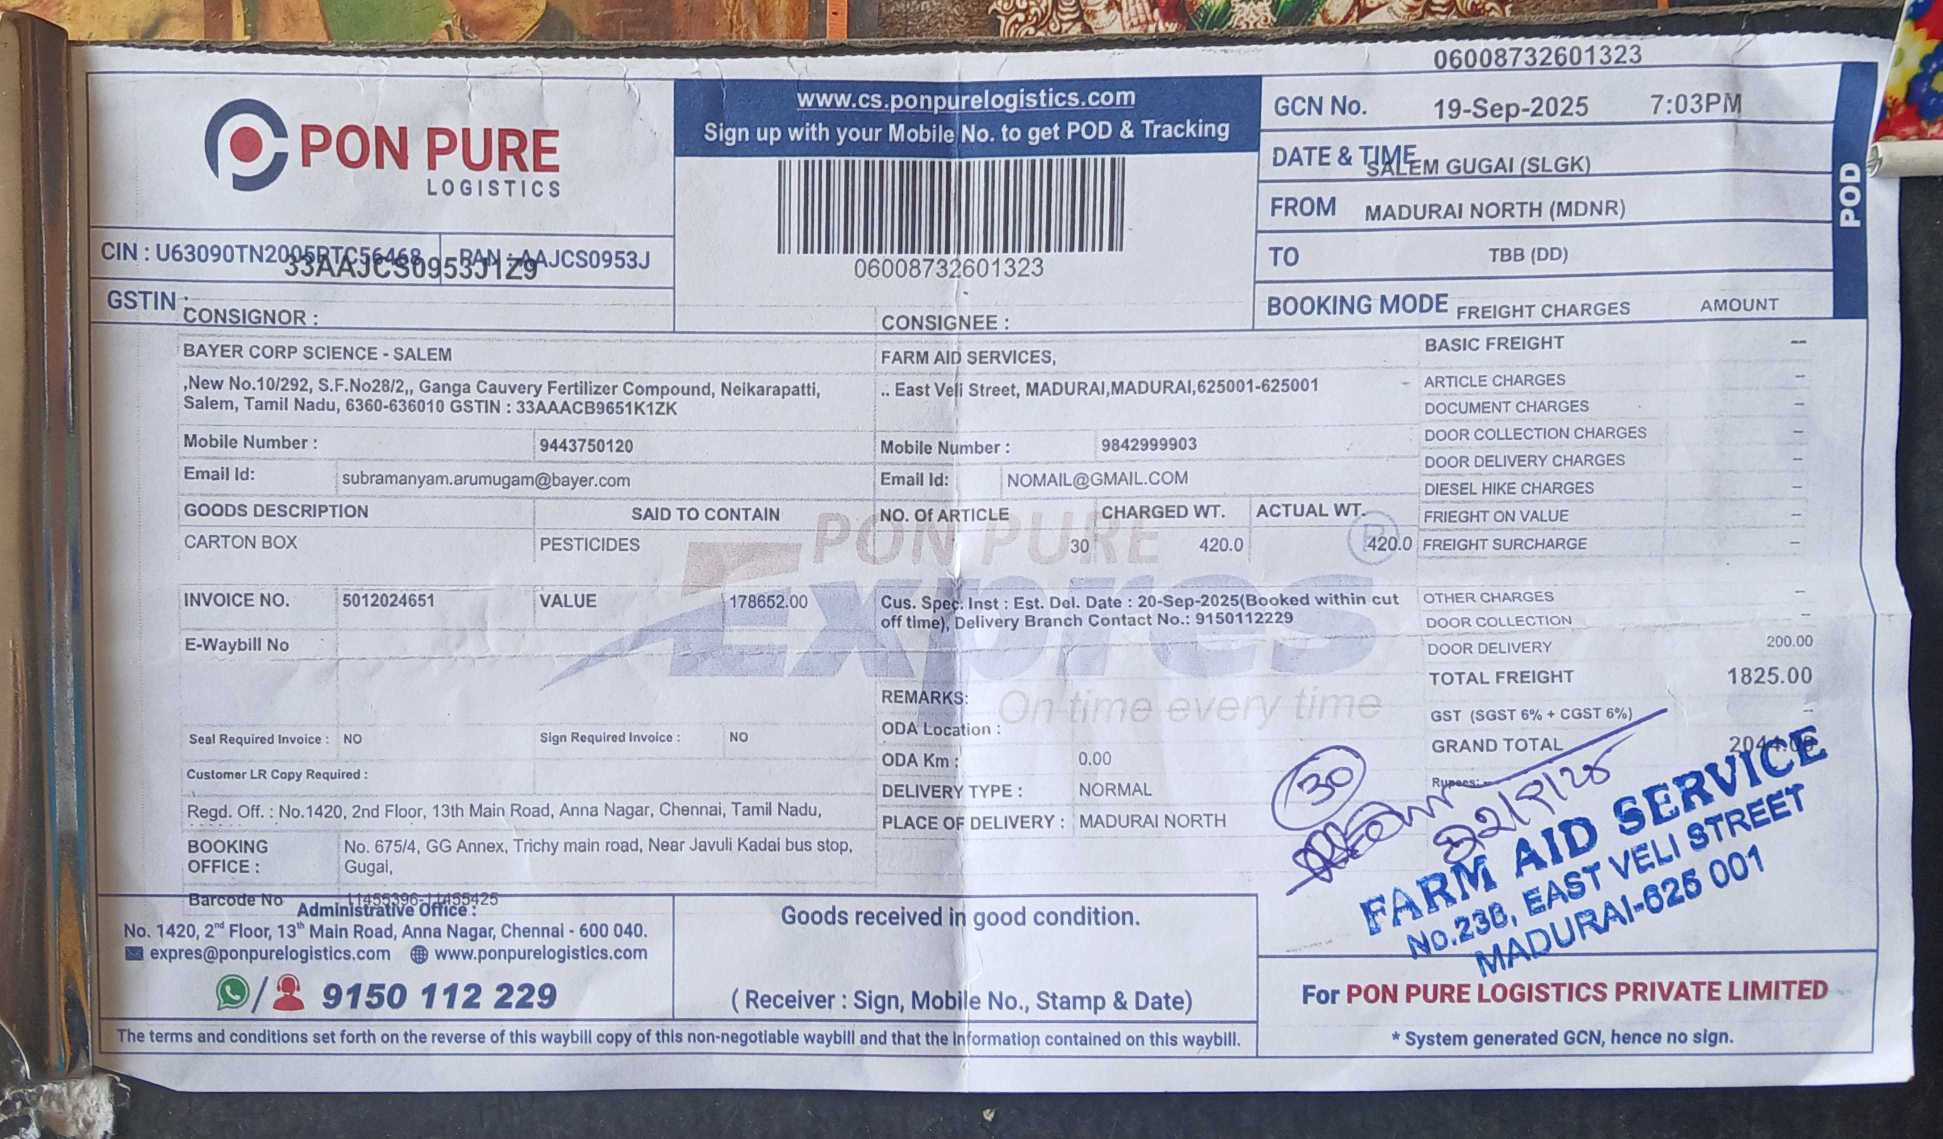 06008732601323
PON PURE
LOGISTICS
www.cs.ponpurelogistics.com
Sign up with your Mobile No. to get POD & Tracking
06008732601323
GCN No. 19-Sep-2025 7:03PM
DATE & TIME SALEM GUGAI (SLGK)
FROM MADURAI NORTH (MDNR)
TO TBB (DD)
BOOKING MODE FREIGHT CHARGES AMOUNT
POD
CIN : U63090TN2005PTC56468 PAN : AAJCS0953J
33AAJCS0953J1Z9
GSTIN :
CONSIGNOR :
BAYER CORP SCIENCE - SALEM
,New No.10/292, S.F.No28/2,, Ganga Cauvery Fertilizer Compound, Neikarapatti,
Salem, Tamil Nadu, 6360-636010 GSTIN : 33AAACB9651K1ZK
Mobile Number : 9443750120
Email Id: subramanyam.arumugam@bayer.com
CONSIGNEE :
FARM AID SERVICES,
.. East Veli Street, MADURAI,MADURAI,625001-625001
Mobile Number : 9842999903
Email Id: NOMAIL@GMAIL.COM
GOODS DESCRIPTION SAID TO CONTAIN NO. Of ARTICLE CHARGED WT. ACTUAL WT.
CARTON BOX PESTICIDES 30 420.0 420.0
PON PURE
Expres
On time every time
INVOICE NO. 5012024651 VALUE 178652.00
E-Waybill No
Cus. Spec. Inst : Est. Del. Date : 20-Sep-2025(Booked within cut
off time), Delivery Branch Contact No.: 9150112229
REMARKS:
ODA Location :
ODA Km : 0.00
DELIVERY TYPE : NORMAL
PLACE OF DELIVERY : MADURAI NORTH
Seal Required Invoice : NO Sign Required Invoice : NO
Customer LR Copy Required :
Regd. Off. : No.1420, 2nd Floor, 13th Main Road, Anna Nagar, Chennai, Tamil Nadu,
BOOKING OFFICE : No. 675/4, GG Annex, Trichy main road, Near Javuli Kadai bus stop,
Gugai,
Barcode No 11455396-11455425
BASIC FREIGHT --
ARTICLE CHARGES --
DOCUMENT CHARGES --
DOOR COLLECTION CHARGES --
DOOR DELIVERY CHARGES --
DIESEL HIKE CHARGES --
FRIEGHT ON VALUE --
FREIGHT SURCHARGE --
OTHER CHARGES --
DOOR COLLECTION --
DOOR DELIVERY 200.00
TOTAL FREIGHT 1825.00
GST (SGST 6% + CGST 6%) --
GRAND TOTAL 2044.00
Rupees:-
30
FARM AID SERVICE
No.238, EAST VELI STREET
MADURAI-625 001
Administrative Office :
No. 1420, 2nd Floor, 13th Main Road, Anna Nagar, Chennai - 600 040.
expres@ponpurelogistics.com www.ponpurelogistics.com
9150 112 229
Goods received in good condition.
( Receiver : Sign, Mobile No., Stamp & Date)
For PON PURE LOGISTICS PRIVATE LIMITED
* System generated GCN, hence no sign.
The terms and conditions set forth on the reverse of this waybill copy of this non-negotiable waybill and that the information contained on this waybill.